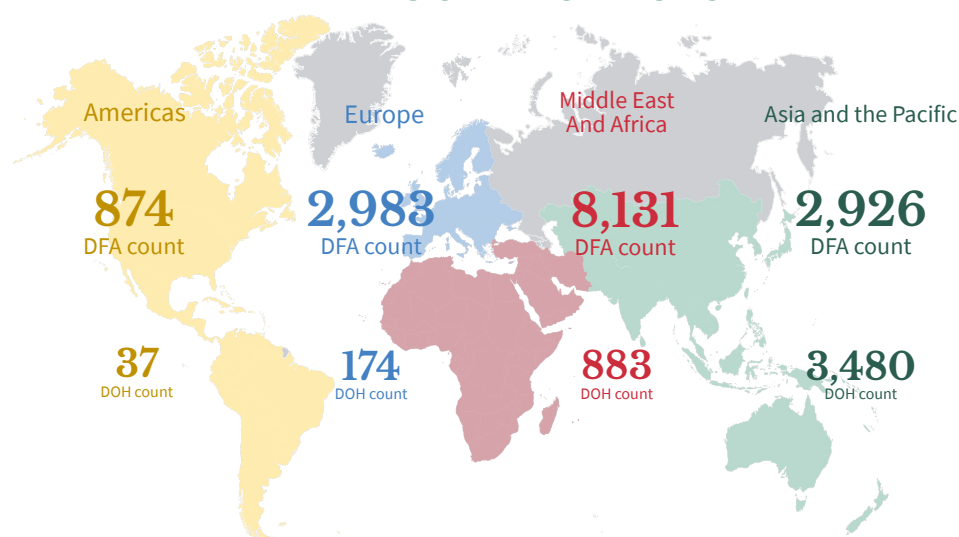 Americas
874
DFA count
37
DOH count
Europe
2,983
DFA count
174
DOH count
Middle East
And Africa
8,131
DFA count
883
DOH count
Asia and the Pacific
2,926
DFA count
3,480
DOH count